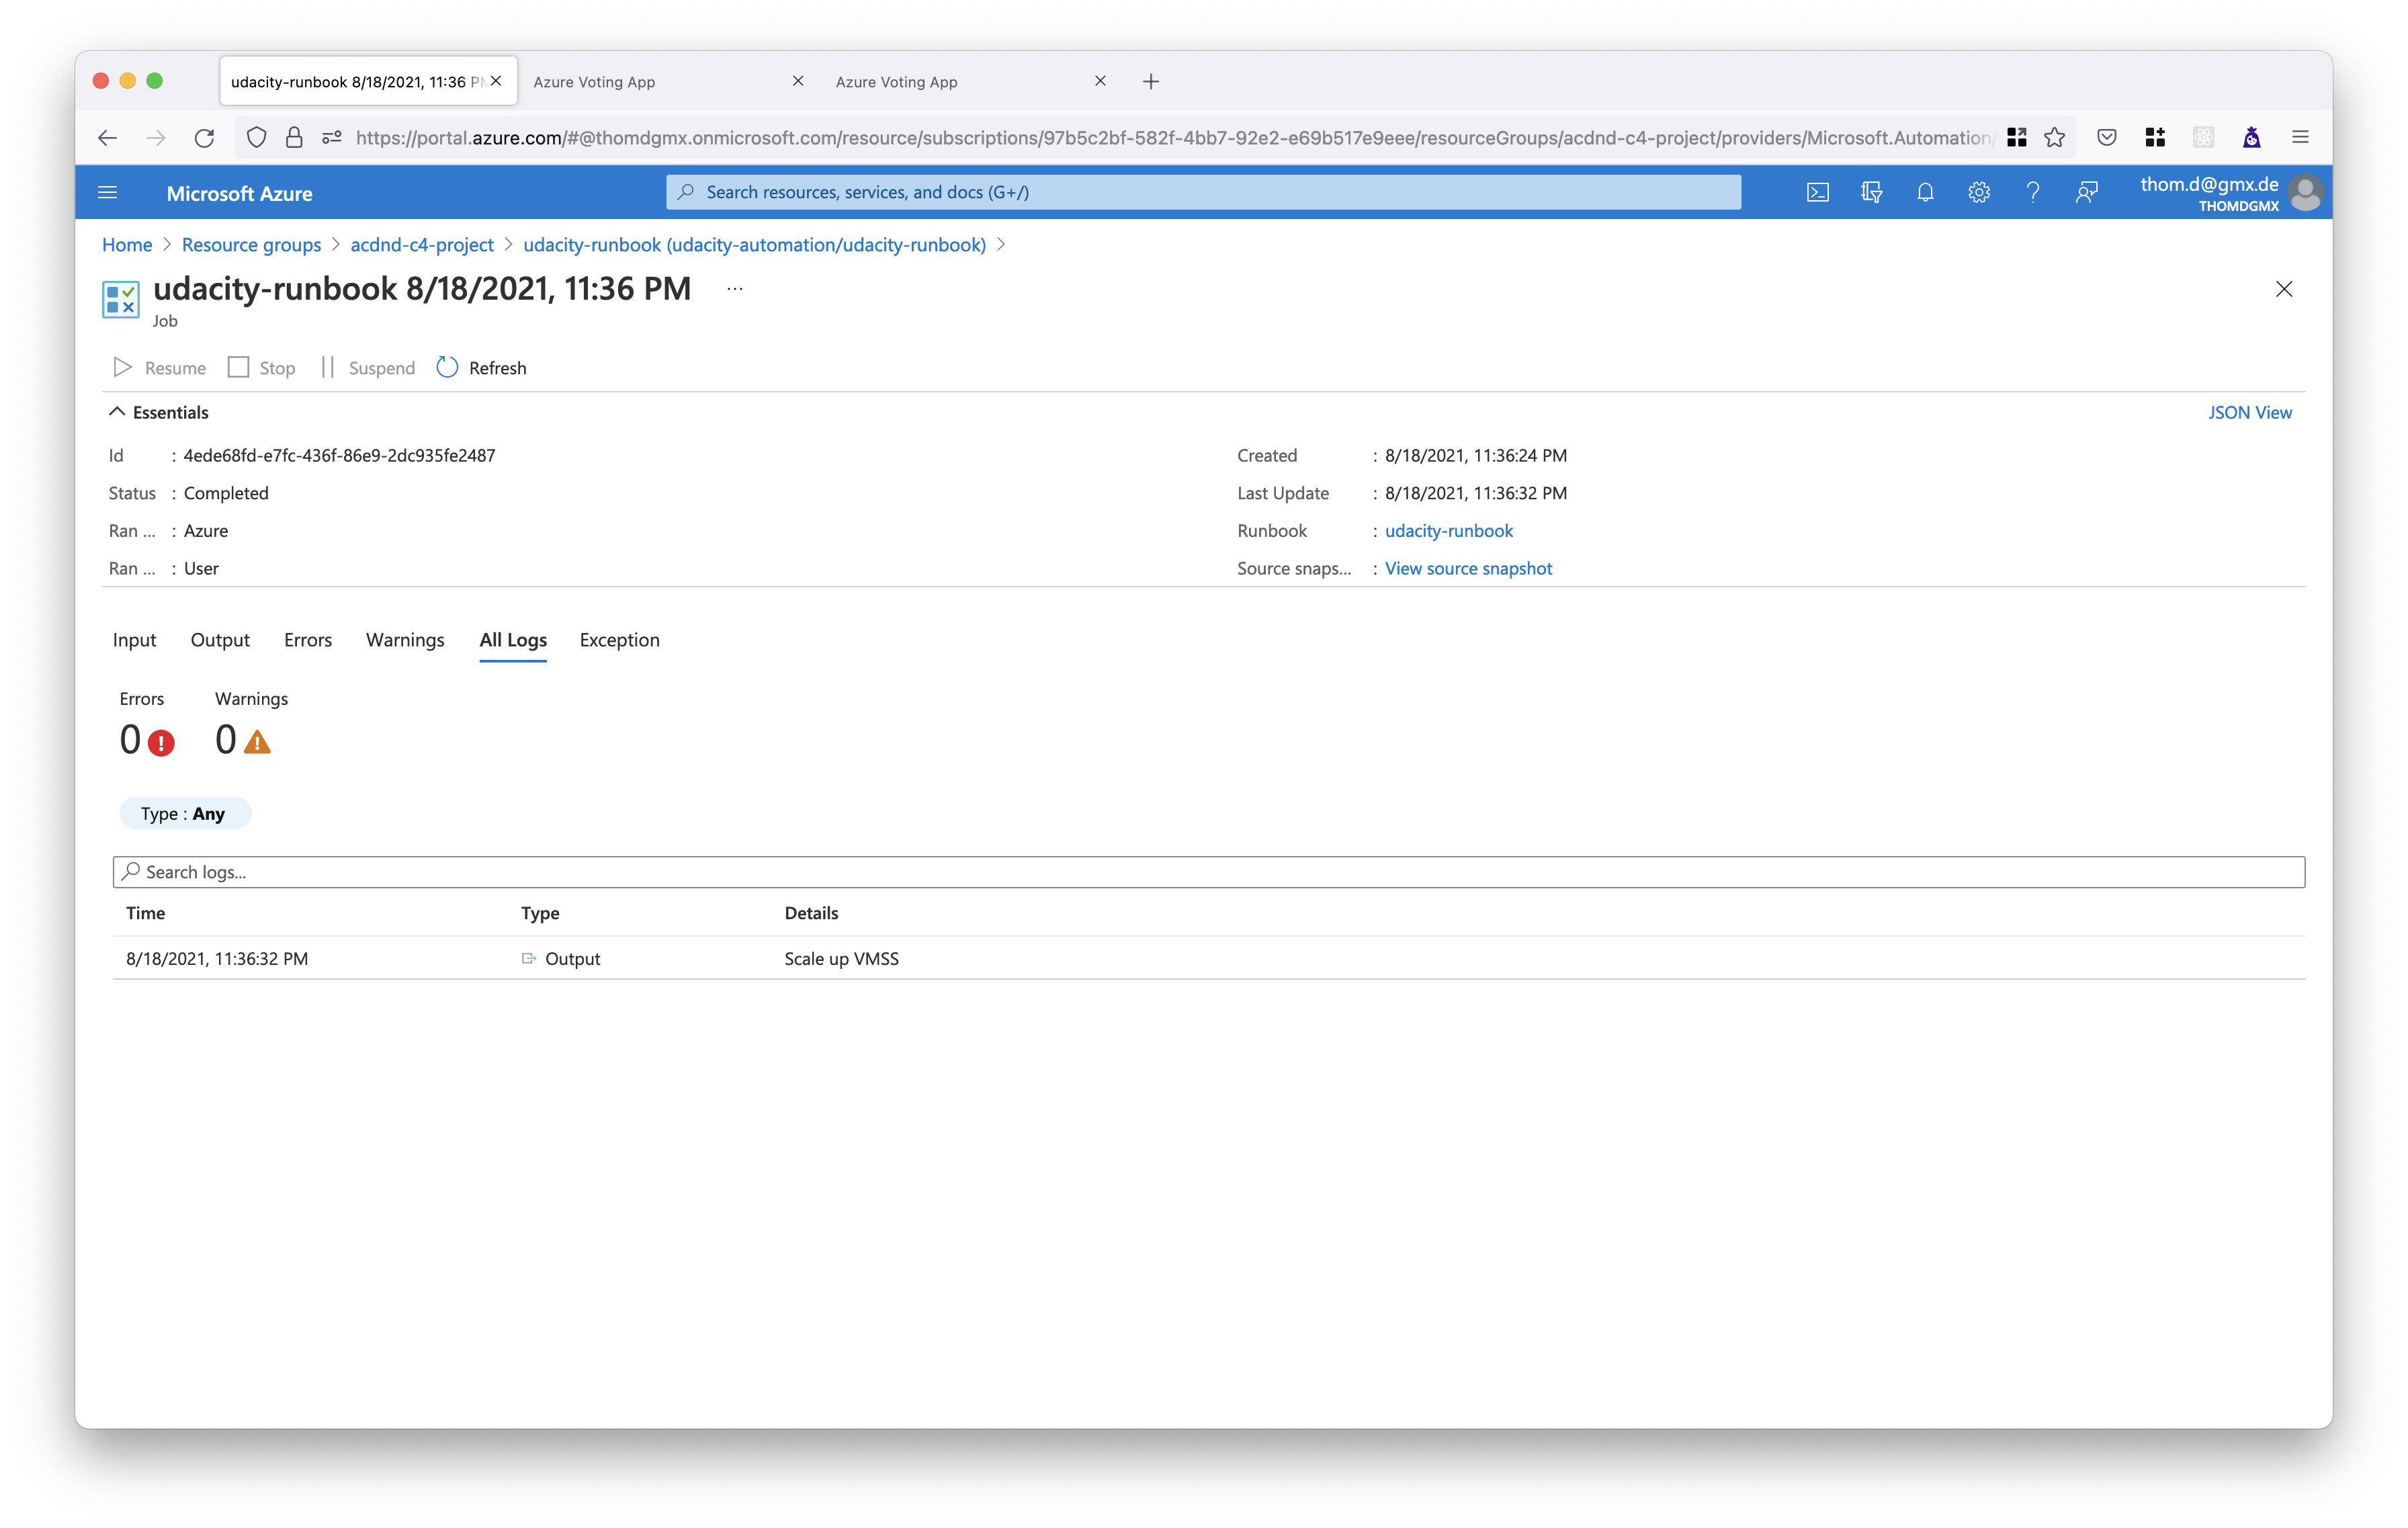 udacity-runbook 8/18/2021, 11:36 PM
Azure Voting App
Azure Voting App
https://portal.azure.com/#@thomdgmx.onmicrosoft.com/resource/subscriptions/97b5c2bf-582f-4bb7-92e2-e69b517e9eee/resourceGroups/acdnd-c4-project/providers/Microsoft.Automation/
Microsoft Azure
Search resources, services, and docs (G+/)
thom.d@gmx.de
THOMDGMX
Home > Resource groups > acdnd-c4-project > udacity-runbook (udacity-automation/udacity-runbook) >
udacity-runbook 8/18/2021, 11:36 PM ...
Job
Resume Stop Suspend Refresh
Essentials
JSON View
Id : 4ede68fd-e7fc-436f-86e9-2dc935fe2487
Status : Completed
Ran ... : Azure
Ran ... : User
Created : 8/18/2021, 11:36:24 PM
Last Update : 8/18/2021, 11:36:32 PM
Runbook : udacity-runbook
Source snaps... : View source snapshot
Input Output Errors Warnings All Logs Exception
Errors Warnings
0 0
Type : Any
Search logs...
Time Type Details
8/18/2021, 11:36:32 PM Output Scale up VMSS